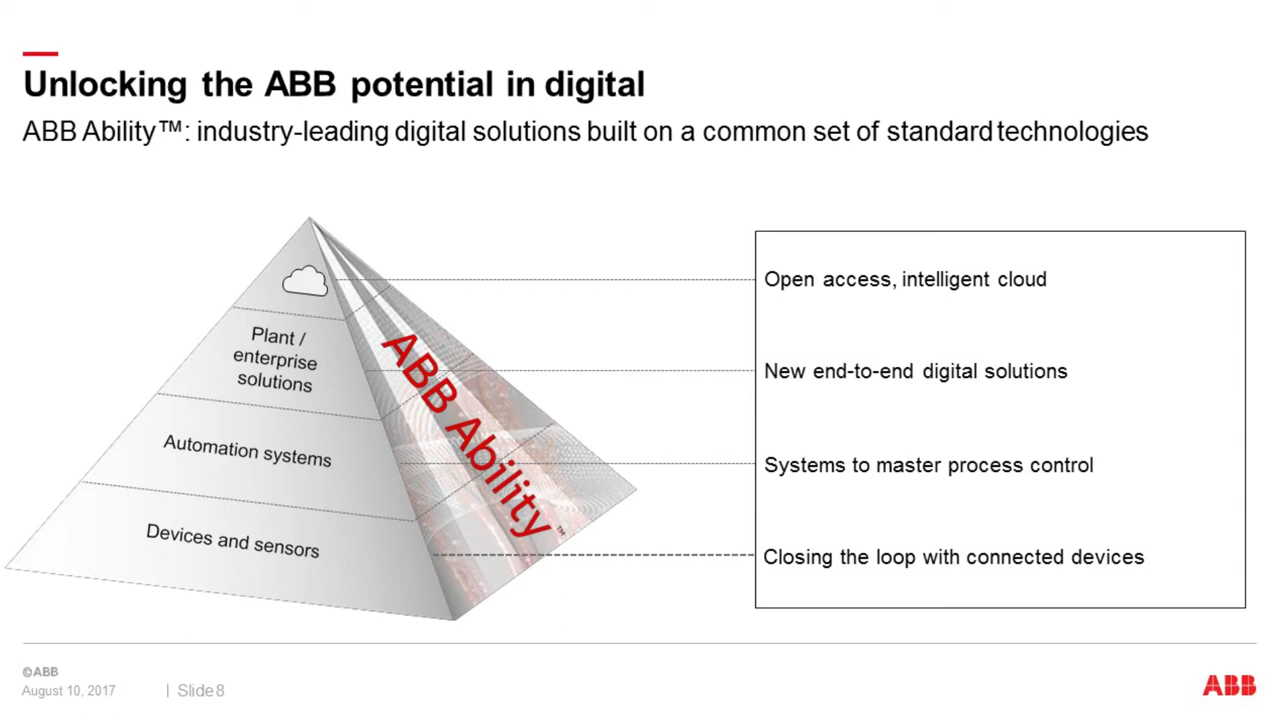 Unlocking the ABB potential in digital
ABB Ability™: industry-leading digital solutions built on a common set of standard technologies
Plant /
enterprise
solutions
Automation systems
Devices and sensors
ABB Ability™
Open access, intelligent cloud
New end-to-end digital solutions
Systems to master process control
Closing the loop with connected devices
©ABB
August 10, 2017 | Slide 8
ABB